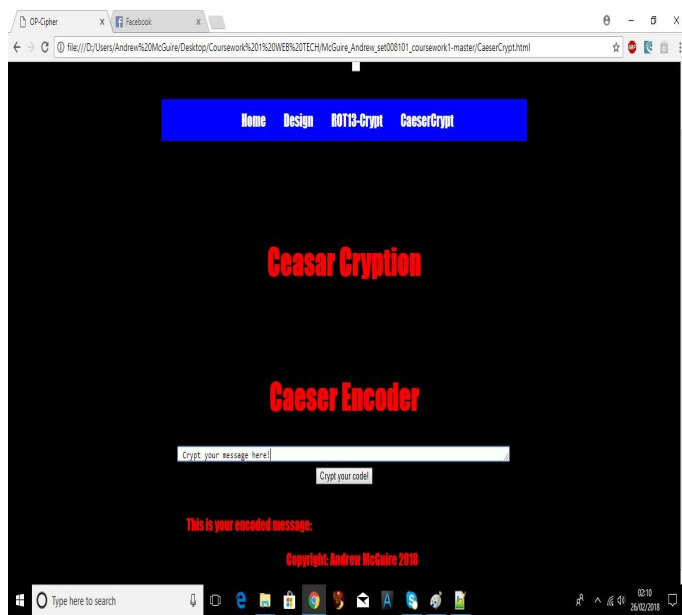 OP-Cipher
Facebook
file:///D:/Users/Andrew%20McGuire/Desktop/Coursework%201%20WEB%20TECH/McGuire_Andrew_set008101_coursework1-master/CaeserCrypt.html
Home Design ROT13-Crypt CaeserCrypt
Ceasar Cryption
Caeser Encoder
Crypt your message here!
Crypt your code!
This is your encoded message:
Copyright: Andrew McGuire 2018
Type here to search
02:10
26/02/2018